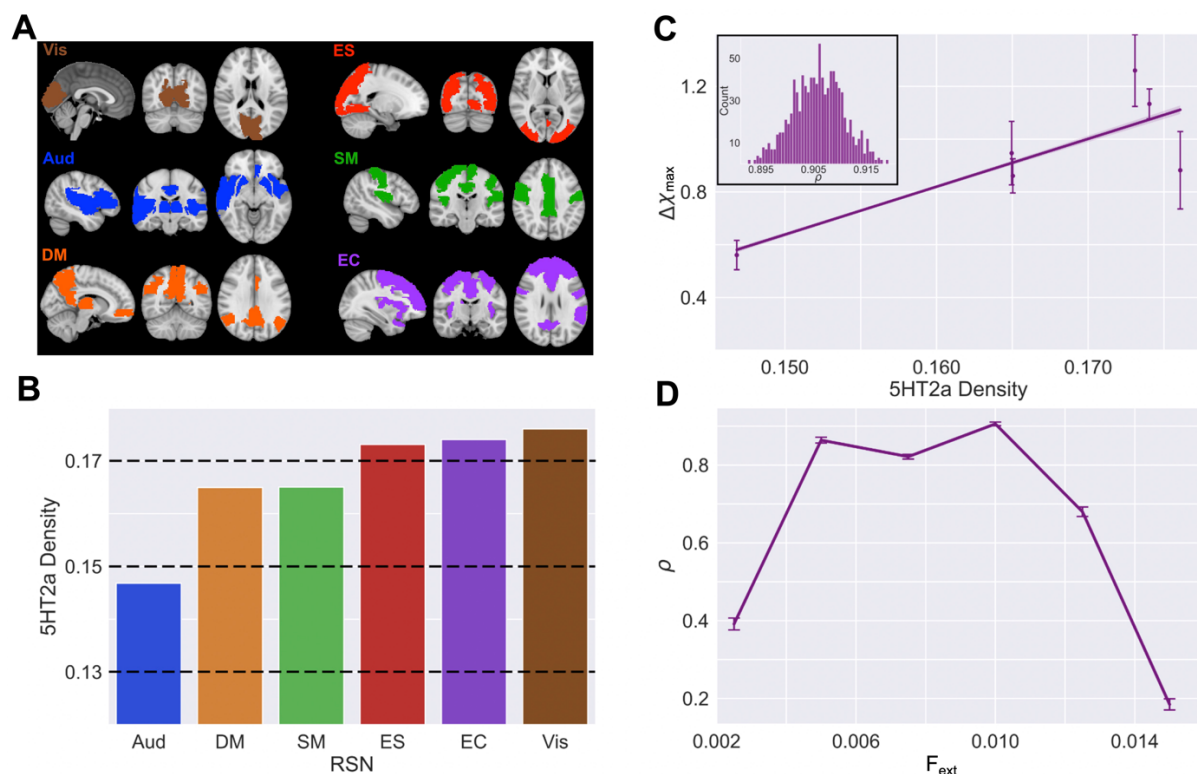 A
Vis
ES
Aud
SM
DM
EC
B
5HT2a Density
0.17
0.15
0.13
Aud DM SM ES EC Vis
RSN
C
Δχmax
1.2
0.8
0.4
50
30
10
Count
0.895 0.905 0.915
ρ
0.150 0.160 0.170
5HT2a Density
D
ρ
0.8
0.6
0.4
0.2
0.002 0.006 0.010 0.014
Fext